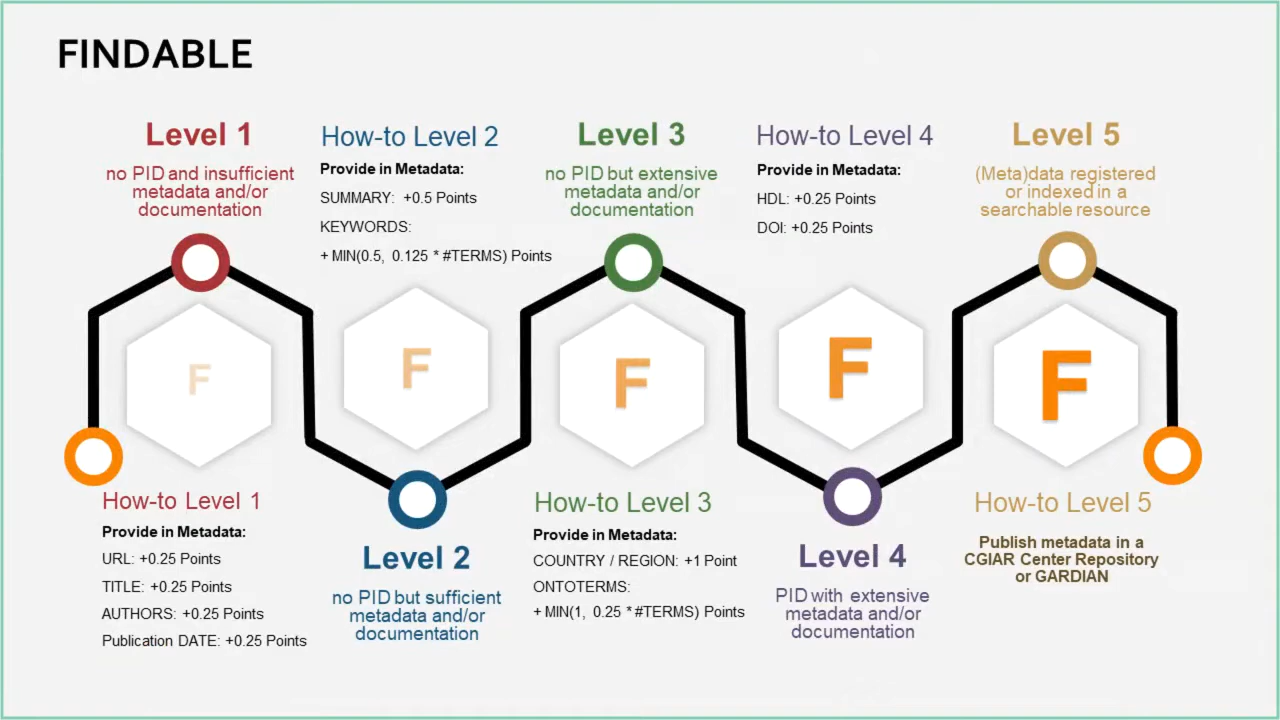 FINDABLE
Level 1
no PID and insufficient
metadata and/or
documentation
How-to Level 2
Provide in Metadata:
SUMMARY: +0.5 Points
KEYWORDS:
+ MIN(0.5, 0.125 * #TERMS) Points
Level 3
no PID but extensive
metadata and/or
documentation
How-to Level 4
Provide in Metadata:
HDL: +0.25 Points
DOI: +0.25 Points
Level 5
(Meta)data registered
or indexed in a
searchable resource
F
F
F
F
F
How-to Level 1
Provide in Metadata:
URL: +0.25 Points
TITLE: +0.25 Points
AUTHORS: +0.25 Points
Publication DATE: +0.25 Points
Level 2
no PID but sufficient
metadata and/or
documentation
How-to Level 3
Provide in Metadata:
COUNTRY / REGION: +1 Point
ONTOTERMS:
+ MIN(1, 0.25 * #TERMS) Points
Level 4
PID with extensive
metadata and/or
documentation
How-to Level 5
Publish metadata in a
CGIAR Center Repository
or GARDIAN